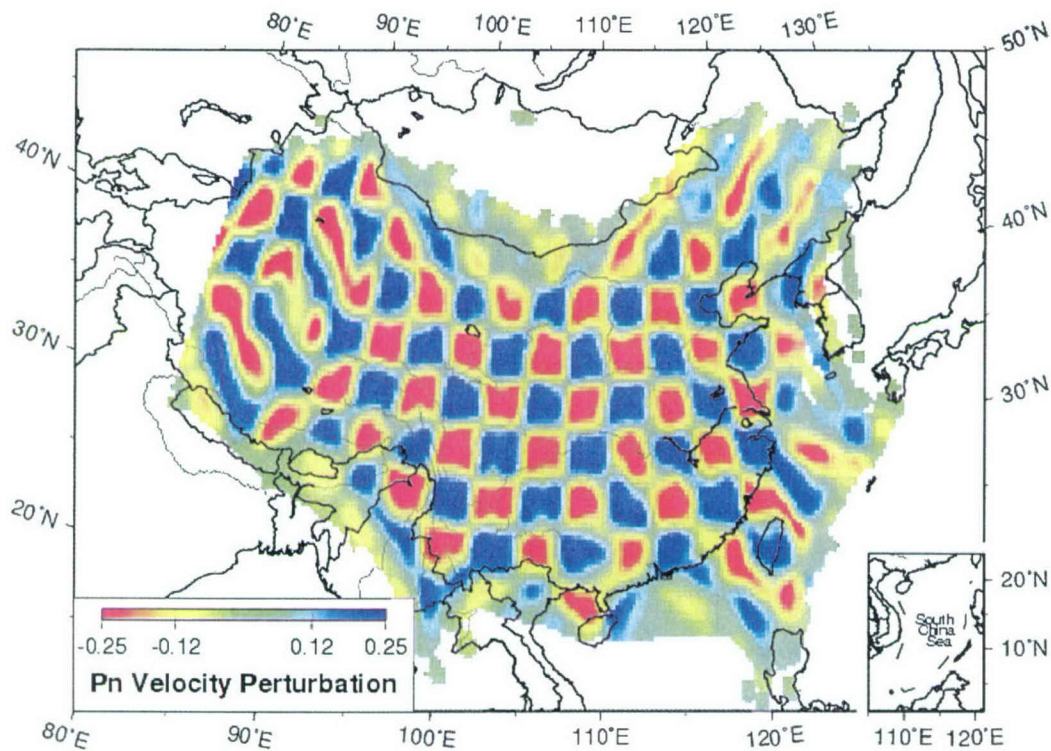 80°E 90°E 100°E 110°E 120°E 130°E
50°N
40°N
40°N
30°N
30°N
20°N
20°N
10°N
South
China
Sea
-0.25 -0.12 0.12 0.25
Pn Velocity Perturbation
80°E 90°E 100°E 110°E 120°E 110°E 120°E